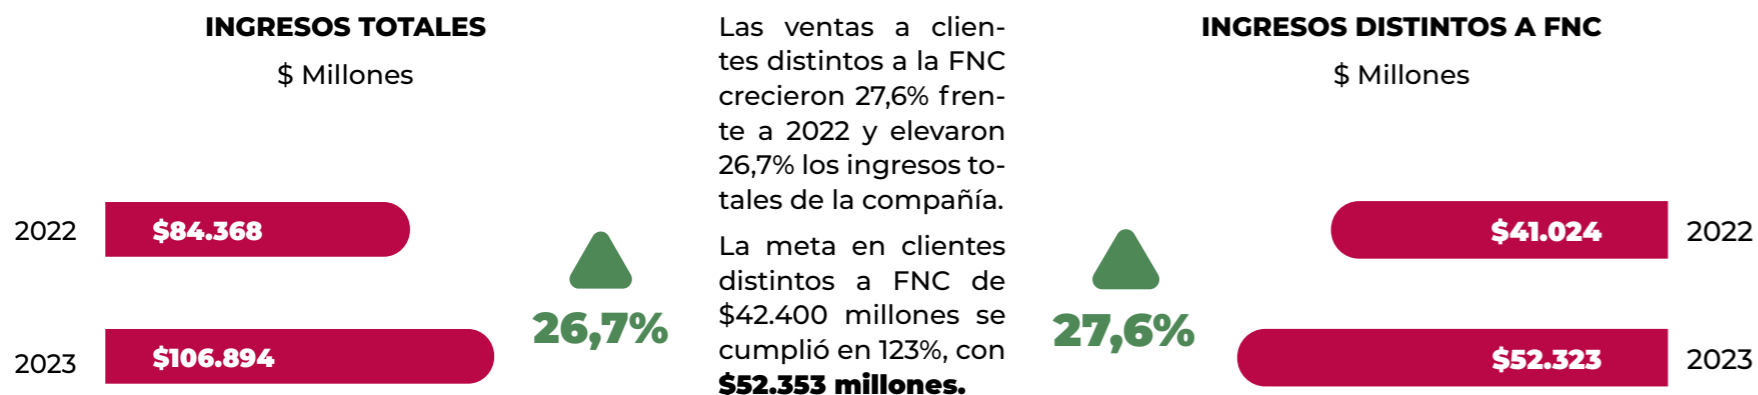 INGRESOS TOTALES
$ Millones
2022
$84.368
2023
$106.894
26,7%
Las ventas a clien-
tes distintos a la FNC
crecieron 27,6% fren-
te a 2022 y elevaron
26,7% los ingresos to-
tales de la compañía.
La meta en clientes
distintos a FNC de
$42.400 millones se
cumplió en 123%, con
$52.353 millones.
INGRESOS DISTINTOS A FNC
$ Millones
$41.024
2022
27,6%
$52.323
2023